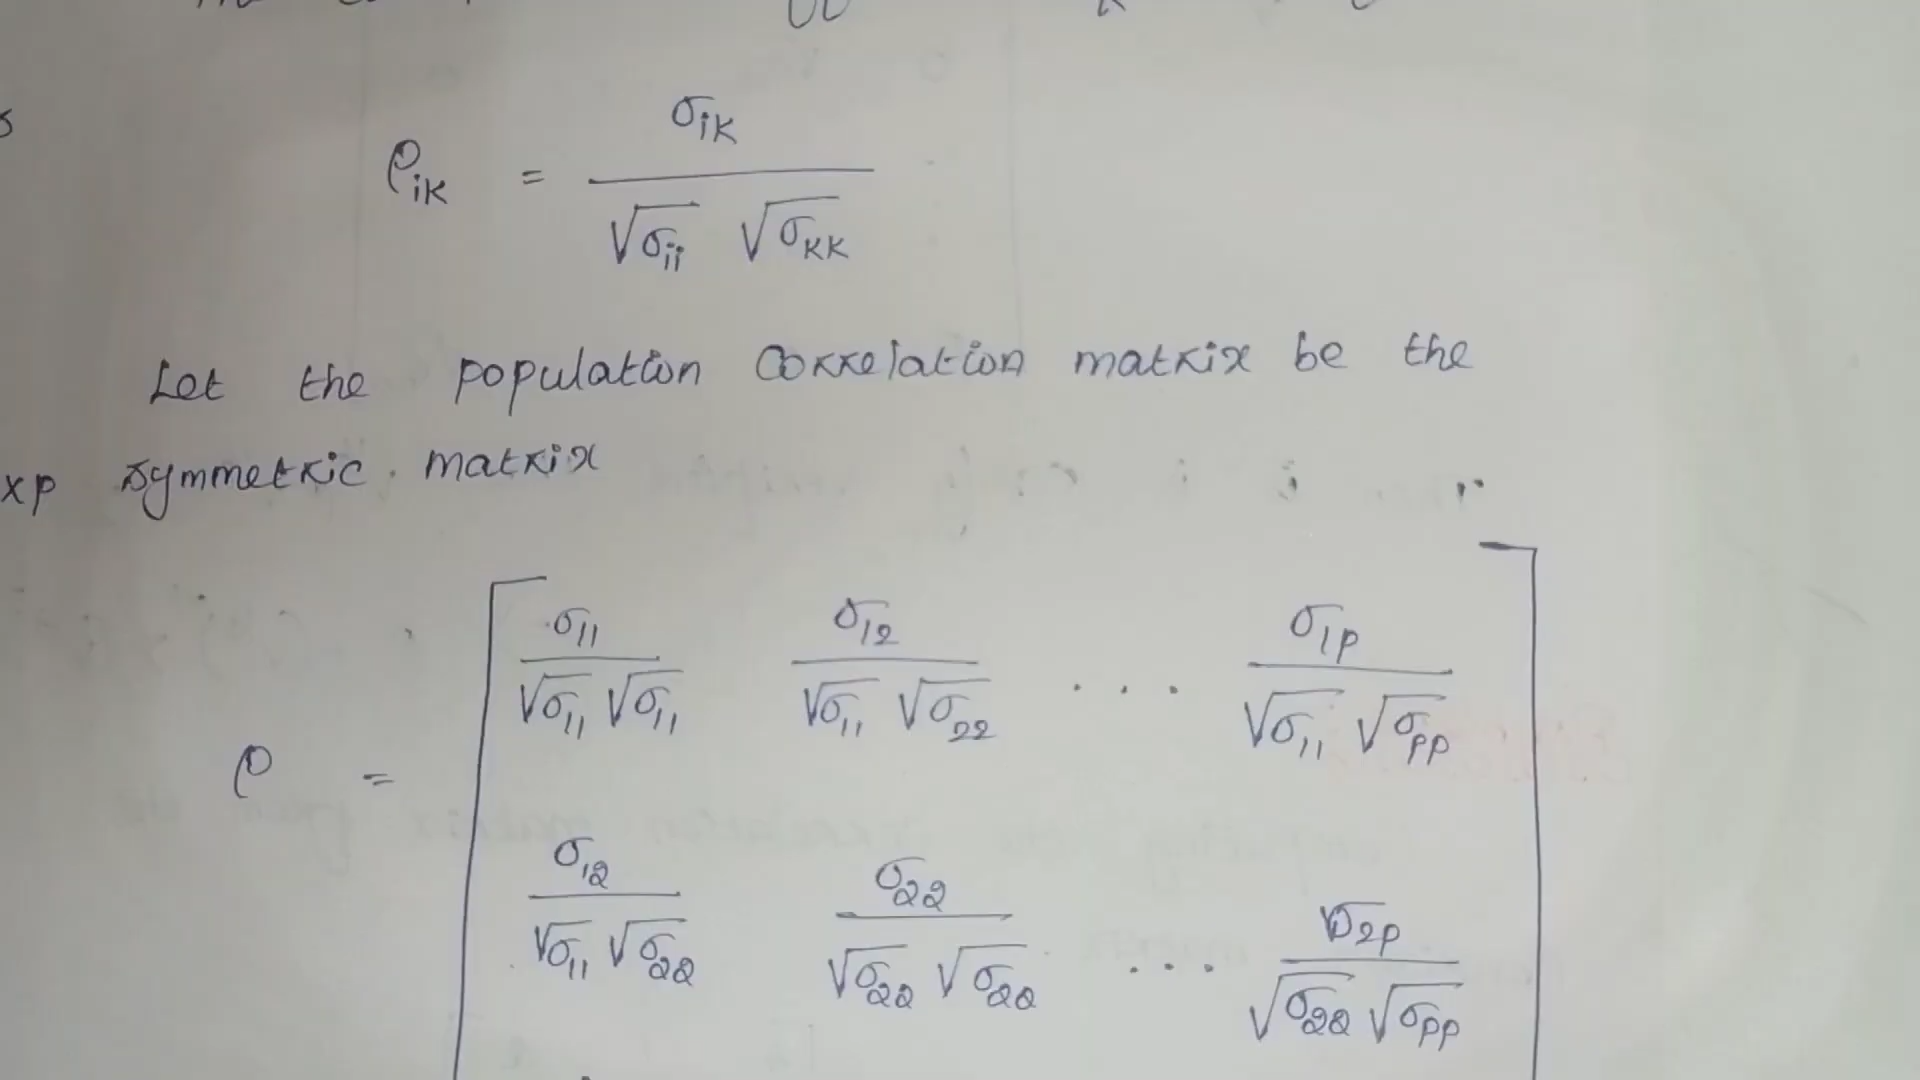 ρik = σik / √σii √σkk
Let the population correlation matrix be the
xp symmetric matrix
ρ = [ σ11 / √σ11 √σ11   σ12 / √σ11 √σ22   . . .   σ1p / √σ11 √σpp
σ12 / √σ11 √σ22   σ22 / √σ22 √σ22   . . .   σ2p / √σ22 √σpp ]